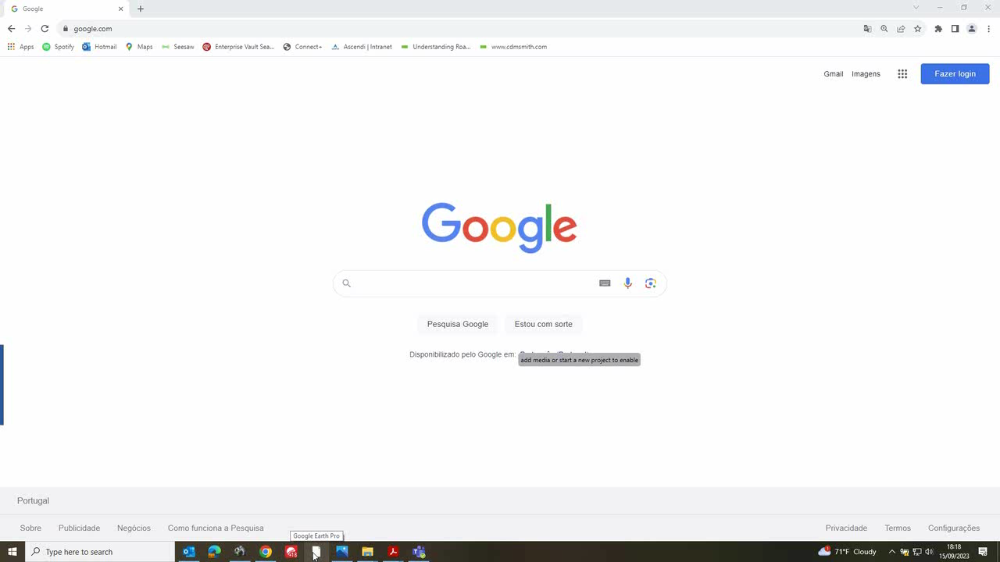 Google
google.com
Apps Spotify Hotmail Maps Seesaw Enterprise Vault Sea... Connect+ Ascendi | Intranet Understanding Roa... www.cdmsmith.com
Gmail Imagens Fazer login
Google
Pesquisa Google Estou com sorte
Disponibilizado pelo Google em:
add media or start a new project to enable
Portugal
Sobre Publicidade Negócios Como funciona a Pesquisa Privacidade Termos Configurações
Google Earth Pro
Type here to search 71°F Cloudy 18:18
15/09/2023